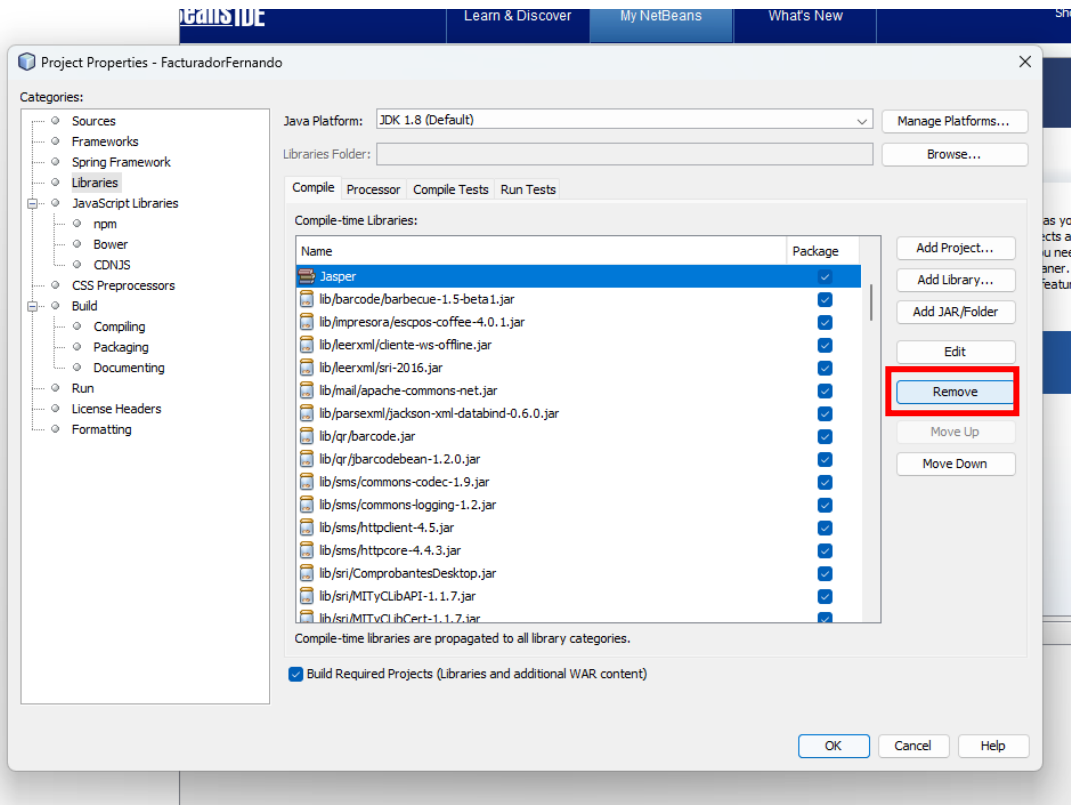 Learn & Discover
My NetBeans
What's New
Project Properties - FacturadorFernando
Categories:
Sources
Frameworks
Spring Framework
Libraries
JavaScript Libraries
npm
Bower
CDNJS
CSS Preprocessors
Build
Compiling
Packaging
Documenting
Run
License Headers
Formatting
Java Platform: JDK 1.8 (Default) Manage Platforms...
Libraries Folder: Browse...
Compile Processor Compile Tests Run Tests
Compile-time Libraries:
Name Package
Jasper
lib/barcode/barbecue-1.5-beta1.jar
lib/impresora/escpos-coffee-4.0.1.jar
lib/leerxml/cliente-ws-offline.jar
lib/leerxml/sri-2016.jar
lib/mail/apache-commons-net.jar
lib/parsexml/jackson-xml-databind-0.6.0.jar
lib/qr/barcode.jar
lib/qr/jbarcodebean-1.2.0.jar
lib/sms/commons-codec-1.9.jar
lib/sms/commons-logging-1.2.jar
lib/sms/httpclient-4.5.jar
lib/sms/httpcore-4.4.3.jar
lib/sri/ComprobantesDesktop.jar
lib/sri/MITyCLibAPI-1.1.7.jar
lib/sri/MITyCLibCert-1.1.7.jar
Add Project...
Add Library...
Add JAR/Folder
Edit
Remove
Move Up
Move Down
Compile-time libraries are propagated to all library categories.
Build Required Projects (Libraries and additional WAR content)
OK Cancel Help